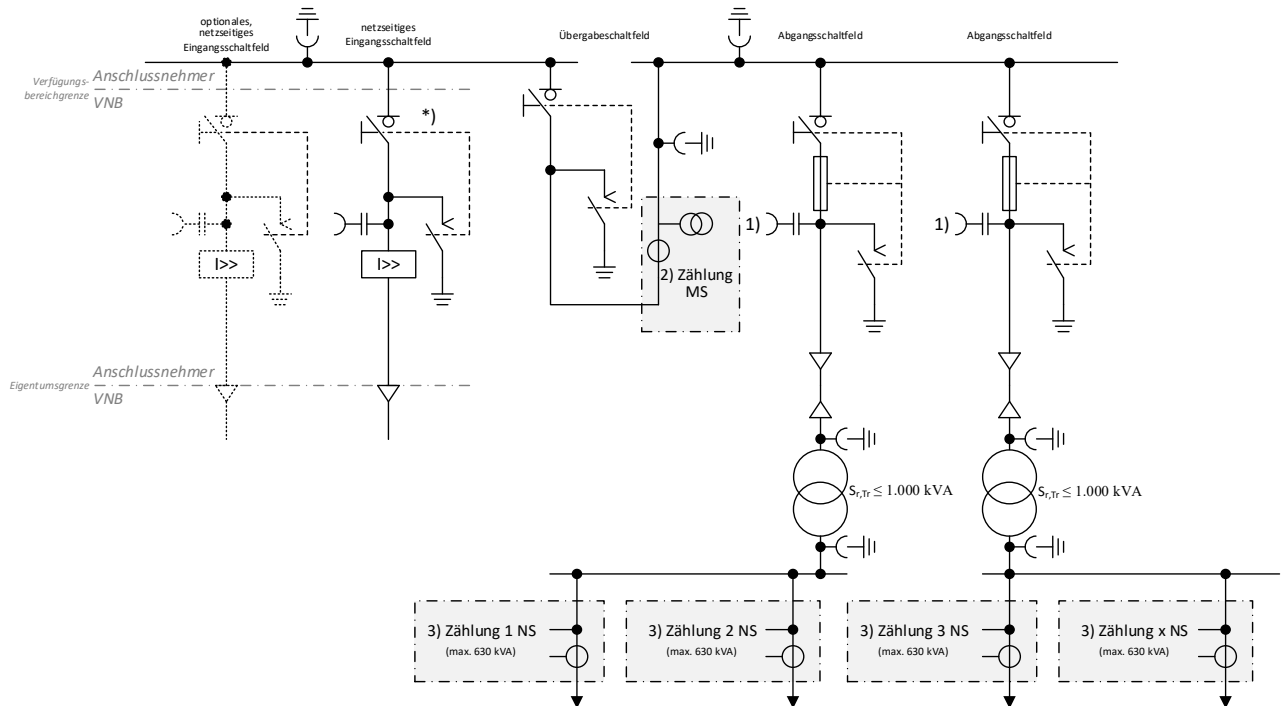 optionales,
netzseitiges
Eingangsschaltfeld
netzseitiges
Eingangsschaltfeld
Übergabeschaltfeld
Abgangsschaltfeld
Abgangsschaltfeld
Verfügungs-
bereichgrenze
Anschlussnehmer
VNB
*)
I>>
I>>
1)
1)
2) Zählung
MS
Eigentumsgrenze
Anschlussnehmer
VNB
Sr,Tr ≤ 1.000 kVA
Sr,Tr ≤ 1.000 kVA
3) Zählung 1 NS
(max. 630 kVA)
3) Zählung 2 NS
(max. 630 kVA)
3) Zählung 3 NS
(max. 630 kVA)
3) Zählung x NS
(max. 630 kVA)